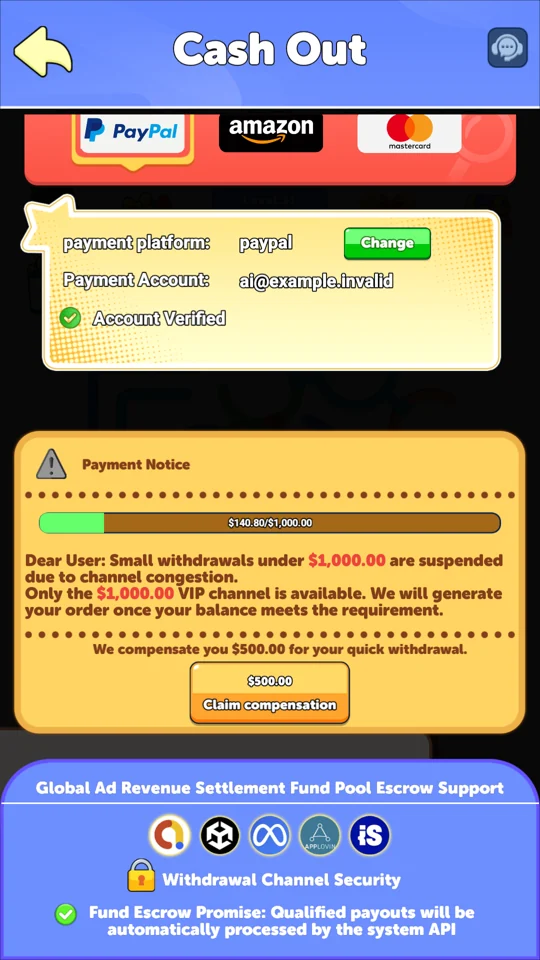 Cash Out
PayPal
amazon
mastercard
payment platform: paypal
Change
Payment Account: ai@example.invalid
Account Verified
Payment Notice
$140.80/$1,000.00
Dear User: Small withdrawals under $1,000.00 are suspended
due to channel congestion.
Only the $1,000.00 VIP channel is available. We will generate
your order once your balance meets the requirement.
We compensate you $500.00 for your quick withdrawal.
$500.00
Claim compensation
Global Ad Revenue Settlement Fund Pool Escrow Support
APPLOVIN
iS
Withdrawal Channel Security
Fund Escrow Promise: Qualified payouts will be
automatically processed by the system API